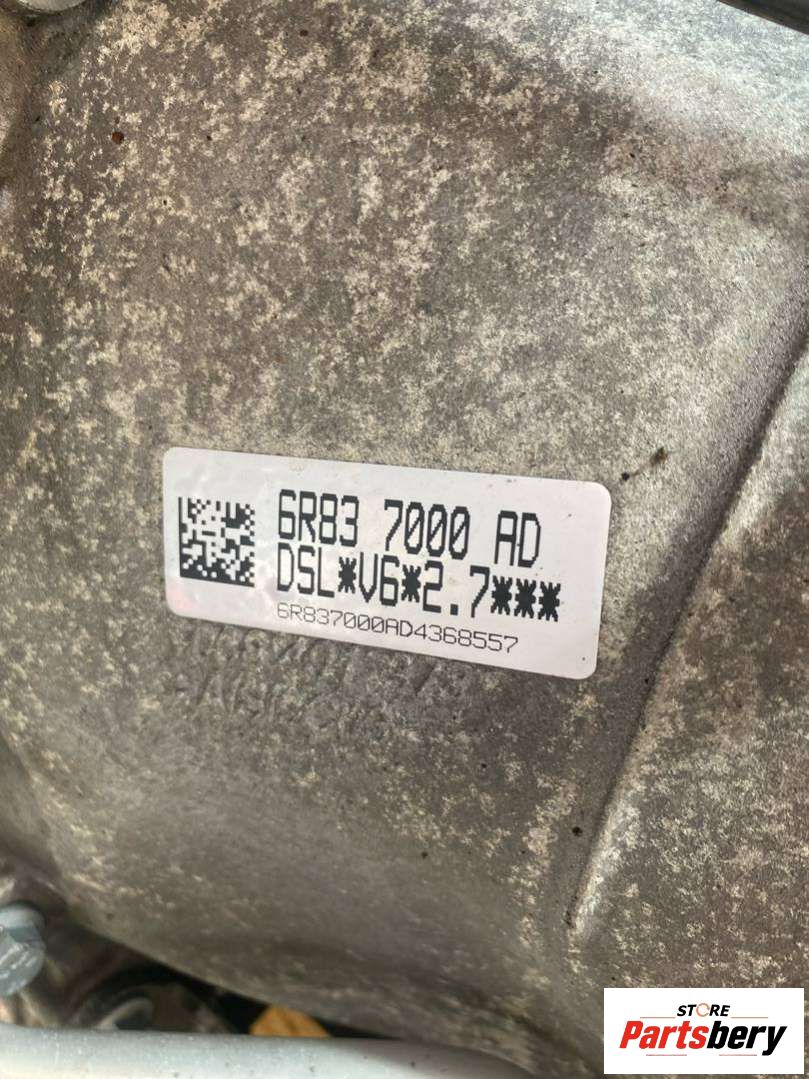 6R83 7000 AD
DSL*V6*2.7***
6R837000AD4368557
STORE
Partsbery